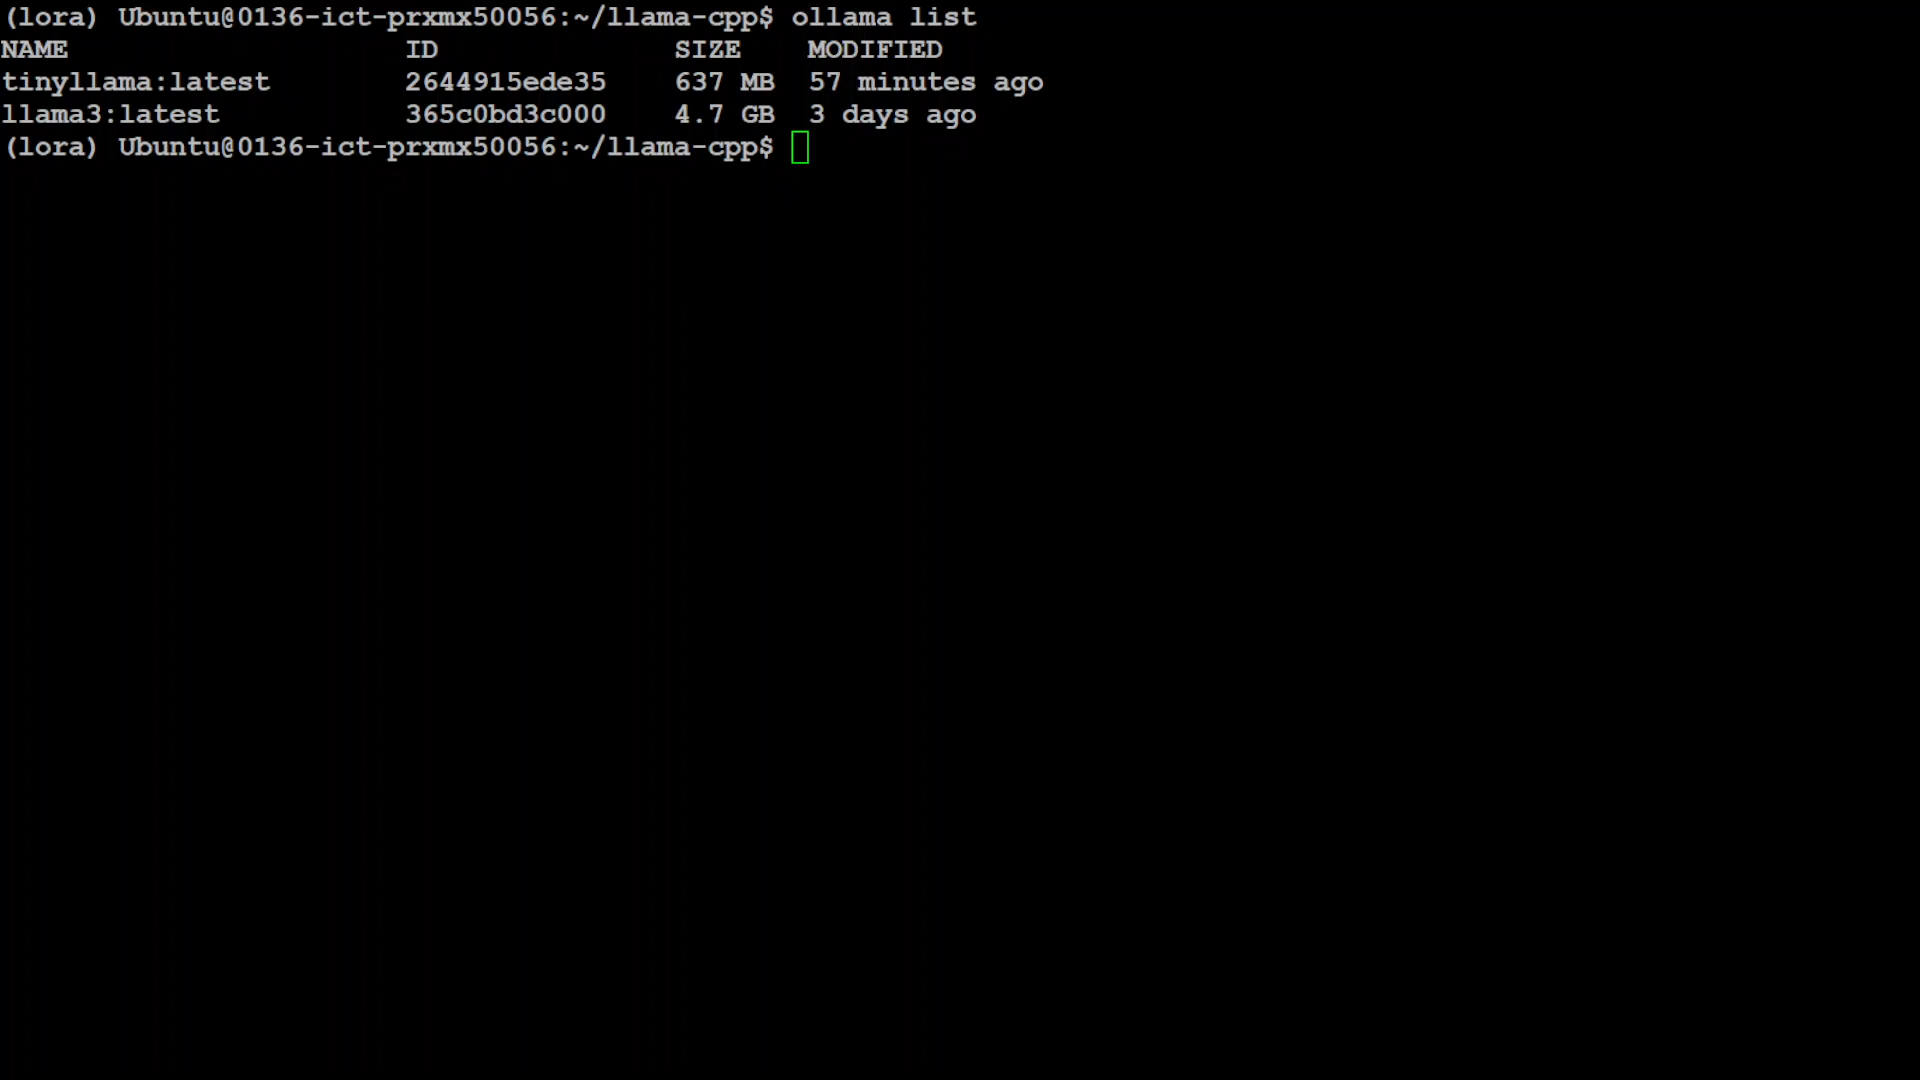 (lora) Ubuntu@0136-ict-prxmx50056:~/llama-cpp$ ollama list
NAME ID SIZE MODIFIED
tinyllama:latest 2644915ede35 637 MB 57 minutes ago
llama3:latest 365c0bd3c000 4.7 GB 3 days ago
(lora) Ubuntu@0136-ict-prxmx50056:~/llama-cpp$